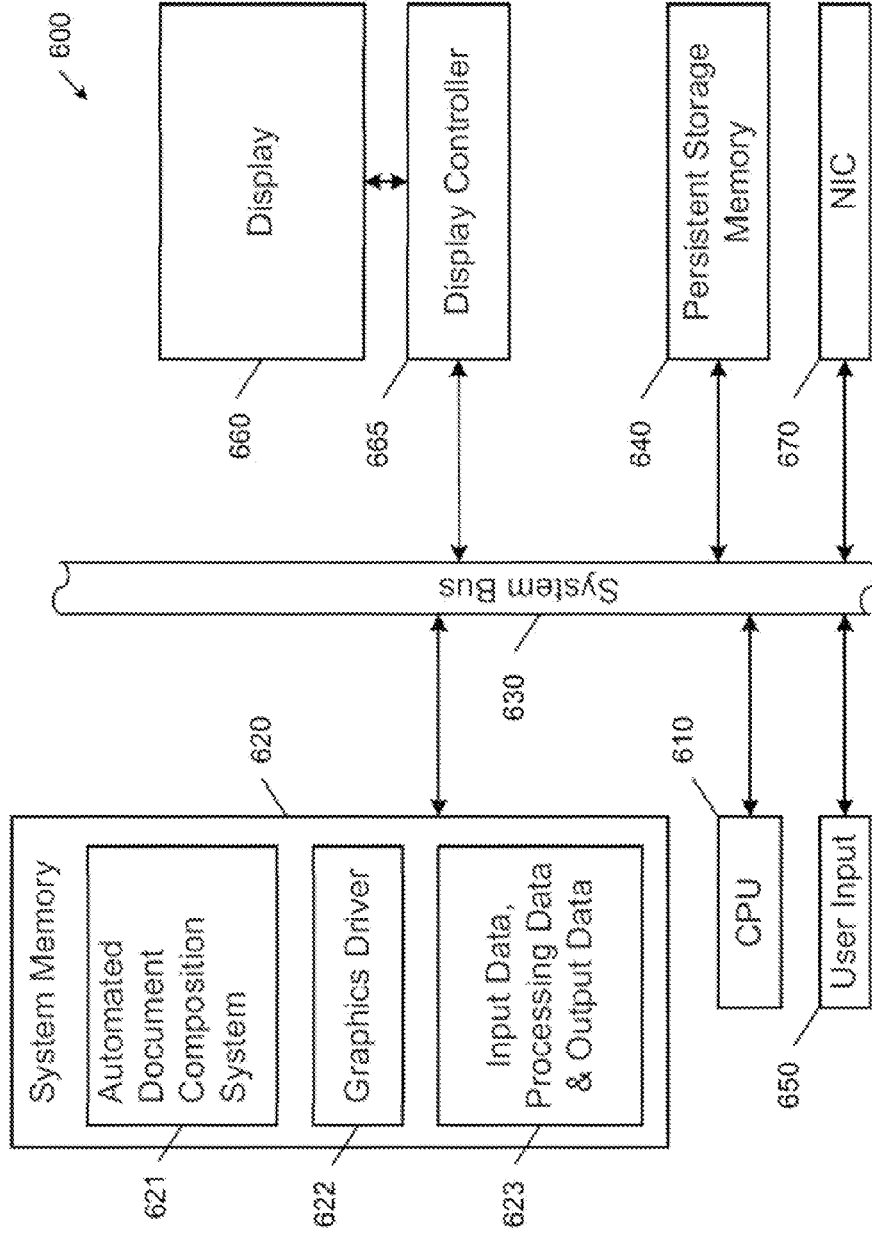 600
System Memory
620
621
Automated
Document
Composition
System
622
Graphics Driver
623
Input Data,
Processing Data
& Output Data
610
CPU
650
User Input
630
System Bus
660
Display
665
Display Controller
640
Persistent Storage
Memory
670
NIC